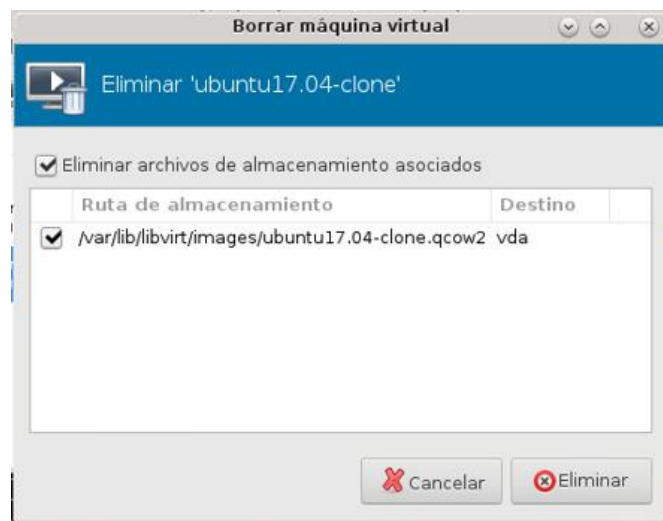 Borrar máquina virtual
Eliminar 'ubuntu17.04-clone'
Eliminar archivos de almacenamiento asociados
Ruta de almacenamiento Destino
/var/lib/libvirt/images/ubuntu17.04-clone.qcow2 vda
Cancelar Eliminar